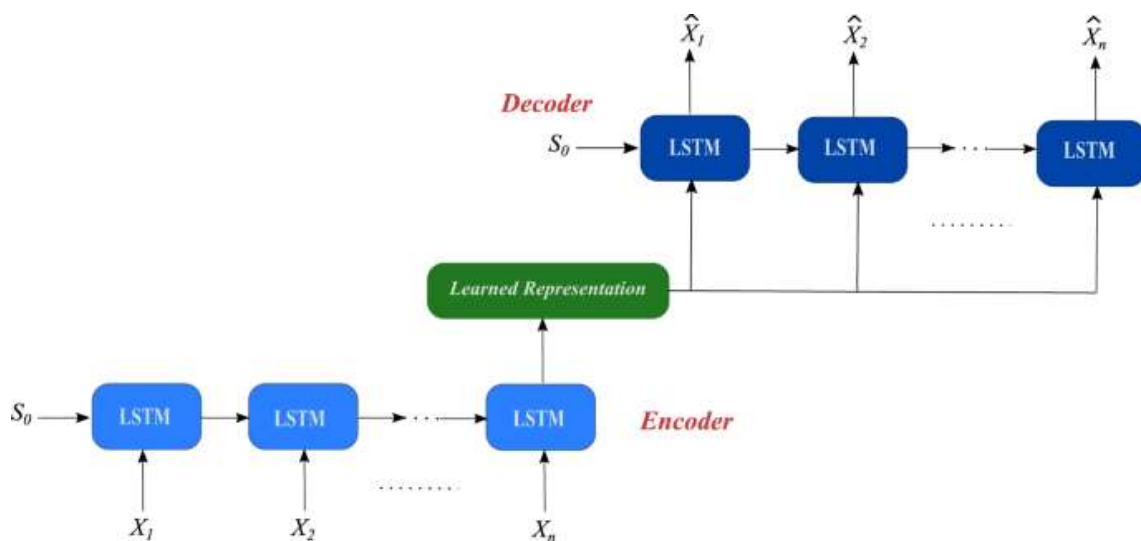 X̂₁ X̂₂ X̂ₙ
Decoder
S₀ LSTM LSTM ... LSTM
..........
Learned Representation
S₀ LSTM LSTM ... LSTM
Encoder
..........
X₁ X₂ Xₙ